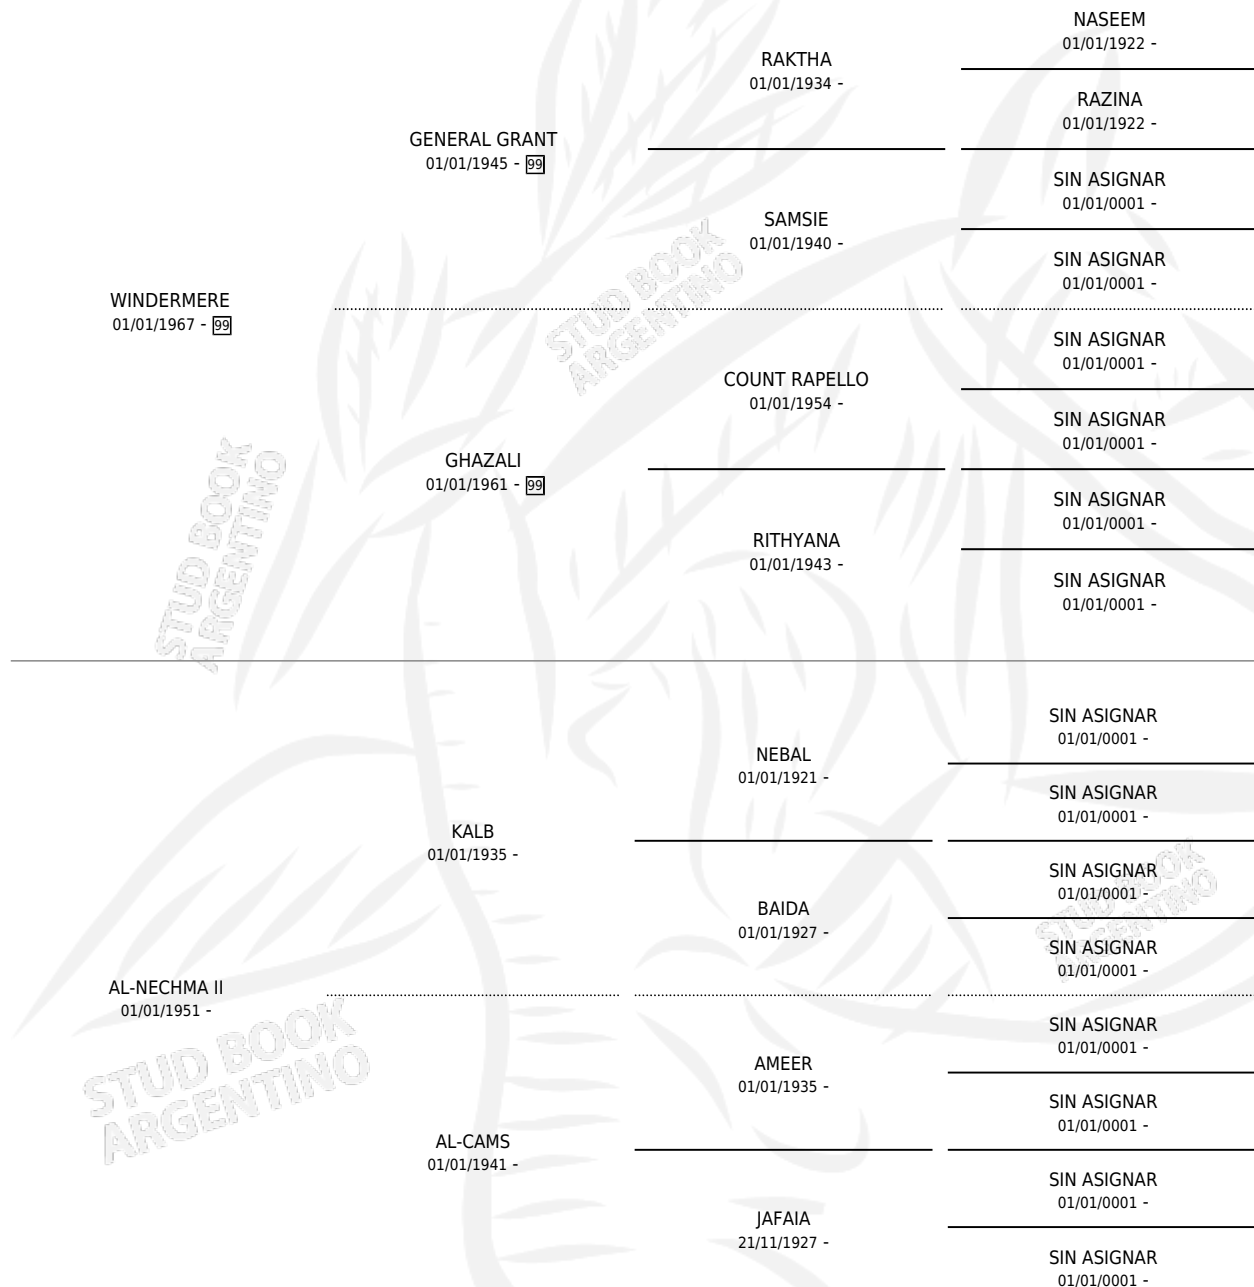 NASEEM
01/01/1922 -
RAKTHA
01/01/1934 -
RAZINA
01/01/1922 -
GENERAL GRANT
01/01/1945 - 99
SIN ASIGNAR
01/01/0001 -
SAMSIE
01/01/1940 -
SIN ASIGNAR
01/01/0001 -
WINDERMERE
01/01/1967 - 99
SIN ASIGNAR
01/01/0001 -
COUNT RAPELLO
01/01/1954 -
SIN ASIGNAR
01/01/0001 -
GHAZALI
01/01/1961 - 99
SIN ASIGNAR
01/01/0001 -
RITHYANA
01/01/1943 -
SIN ASIGNAR
01/01/0001 -
SIN ASIGNAR
01/01/0001 -
NEBAL
01/01/1921 -
SIN ASIGNAR
01/01/0001 -
KALB
01/01/1935 -
SIN ASIGNAR
01/01/0001 -
BAIDA
01/01/1927 -
SIN ASIGNAR
01/01/0001 -
AL-NECHMA II
01/01/1951 -
SIN ASIGNAR
01/01/0001 -
AMEER
01/01/1935 -
SIN ASIGNAR
01/01/0001 -
AL-CAMS
01/01/1941 -
SIN ASIGNAR
01/01/0001 -
JAFAIA
21/11/1927 -
SIN ASIGNAR
01/01/0001 -
STUD BOOK
ARGENTINO
STUD BOOK
ARGENTINO
STUD BOOK
ARGENTINO
STUD BOOK
ARGENTINO